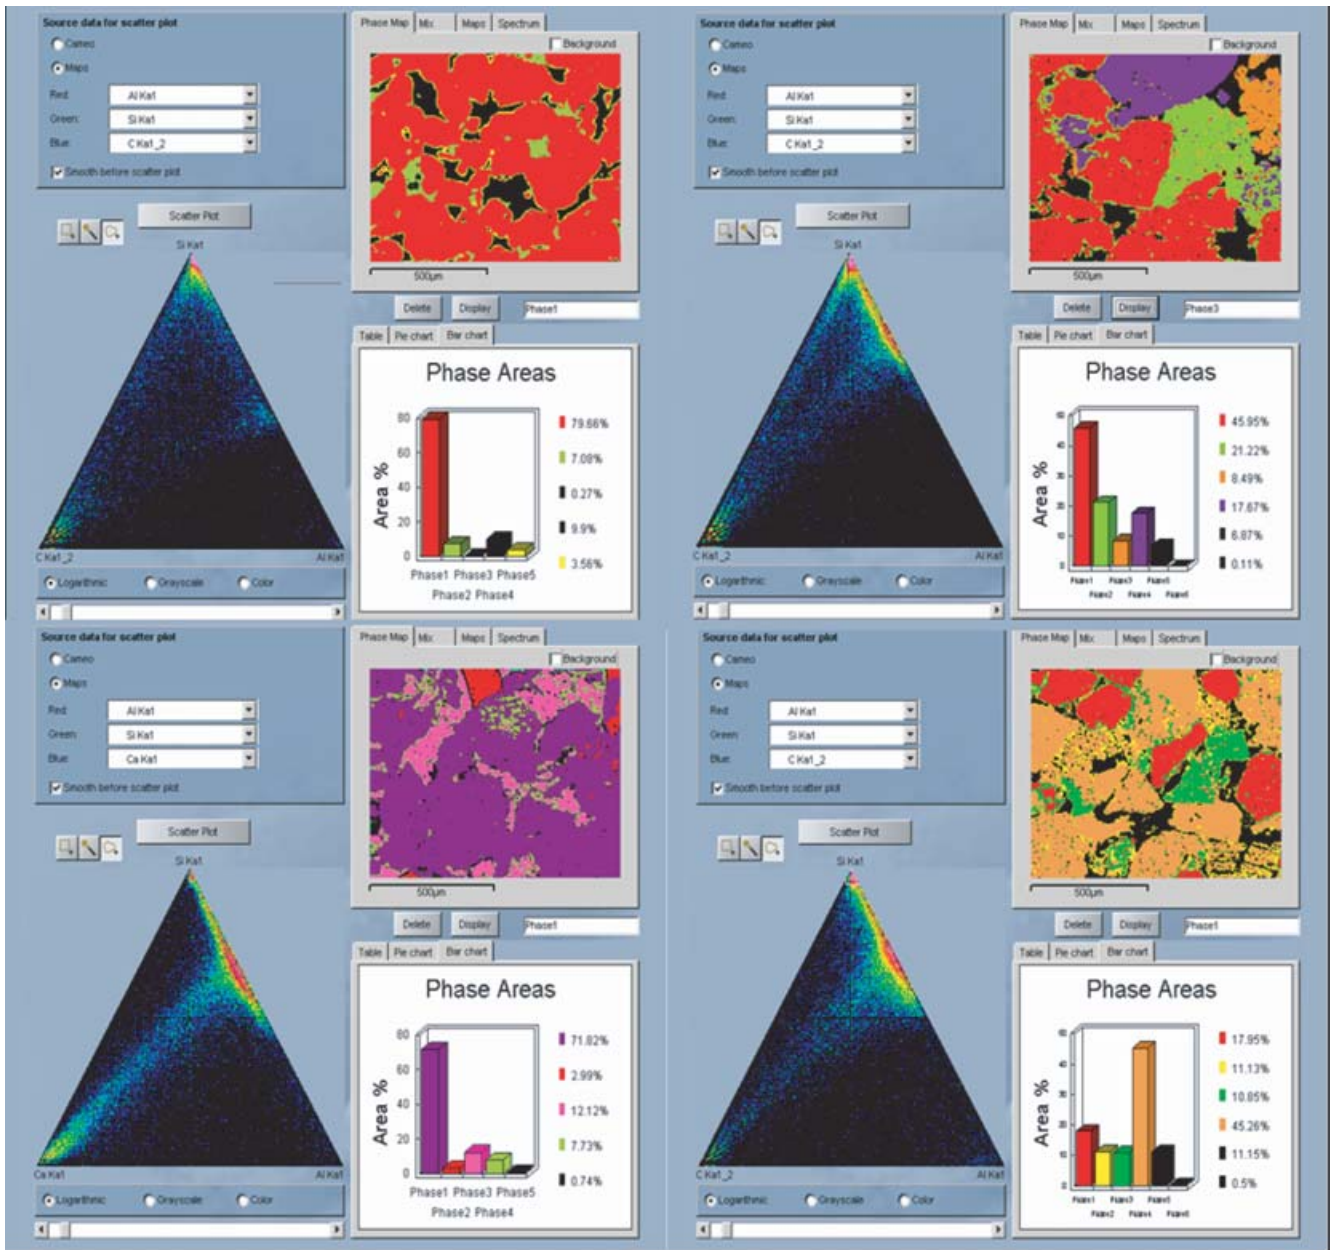 Source data for scatter plot
Cameo
Maps
Red: Al Ka1
Green: Si Ka1
Blue: C Ka1_2
Smooth before scatter plot
Scatter Plot
Si Ka1
C Ka1_2
Al Ka1
Logarithmic Grayscale Color
Phase Map Mix Maps Spectrum
Background
500µm
Delete Display Phase1
Table Pie chart Bar chart
Phase Areas
Area %
80
60
40
20
0
79.66%
7.08%
0.27%
9.9%
3.56%
Phase1 Phase3 Phase5
Phase2 Phase4
Source data for scatter plot
Cameo
Maps
Red: Al Ka1
Green: Si Ka1
Blue: C Ka1_2
Smooth before scatter plot
Scatter Plot
Si Ka1
C Ka1_2
Al Ka1
Logarithmic Grayscale Color
Phase Map Mix Maps Spectrum
Background
500µm
Delete Display Phase3
Table Pie chart Bar chart
Phase Areas
Area %
45.95%
21.22%
8.49%
17.67%
6.87%
0.11%
Source data for scatter plot
Cameo
Maps
Red: Al Ka1
Green: Si Ka1
Blue: Ca Ka1
Smooth before scatter plot
Scatter Plot
Si Ka1
Ca Ka1
Al Ka1
Logarithmic Grayscale Color
Phase Map Mix Maps Spectrum
Background
500µm
Delete Display Phase1
Table Pie chart Bar chart
Phase Areas
Area %
80
60
40
20
0
71.82%
2.99%
12.12%
7.73%
0.74%
Phase1 Phase3 Phase5
Phase2 Phase4
Source data for scatter plot
Cameo
Maps
Red: Al Ka1
Green: Si Ka1
Blue: C Ka1_2
Smooth before scatter plot
Scatter Plot
Si Ka1
C Ka1_2
Al Ka1
Logarithmic Grayscale Color
Phase Map Mix Maps Spectrum
Background
500µm
Delete Display Phase1
Table Pie chart Bar chart
Phase Areas
Area %
17.95%
11.13%
10.85%
45.26%
11.15%
0.5%